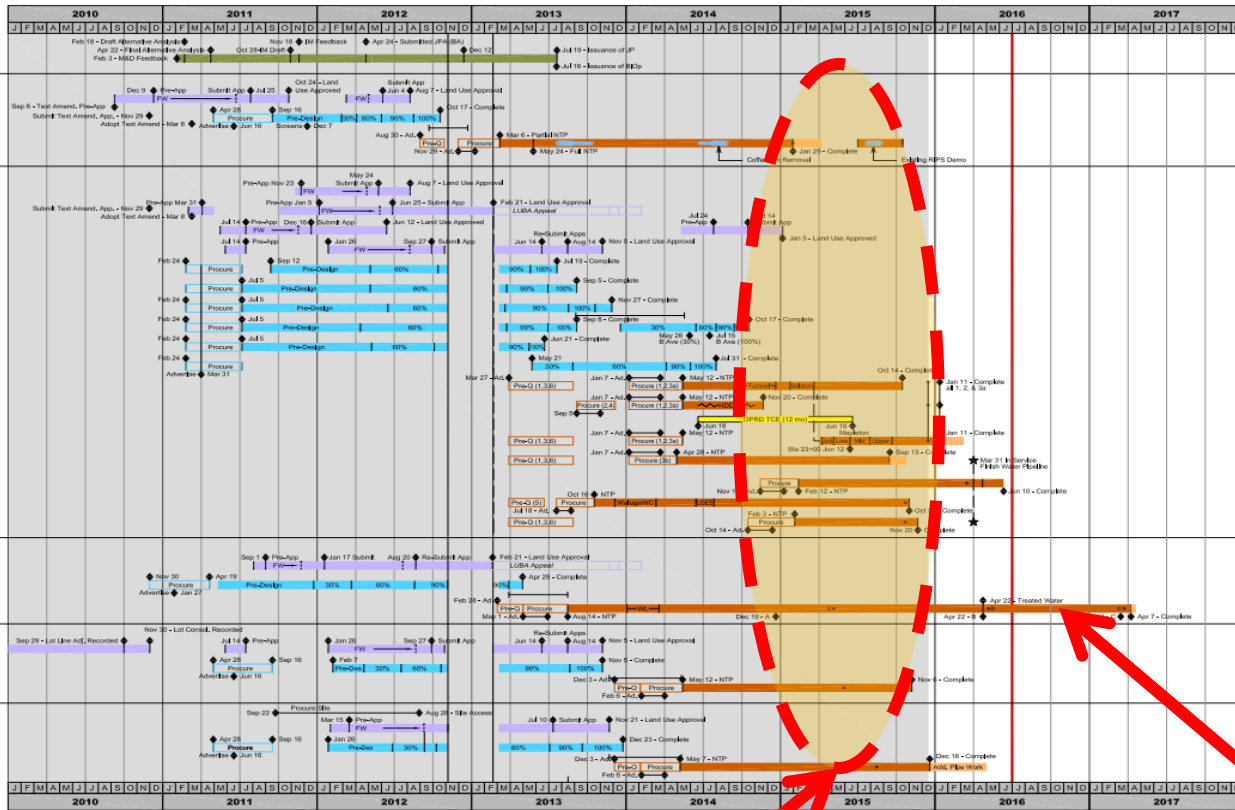 2010 2011 2012 2013 2014 2015 2016 2017
J F M A M J J A S O N D J F M A M J J A S O N D J F M A M J J A S O N D J F M A M J J A S O N D J F M A M J J A S O N D J F M A M J J A S O N D J F M A M J J A S O N D J F M A M J J A S O N D
Feb 18 - Draft Alternative Analysis Nov 18 IM Feedback Apr 24 - Submitted JPA (BA)
Apr 22 - Final Alternative Analysis Oct 28-IM Draft Dec 12 Jul 19 - Issuance of JP
Feb 3 - M&D Feedback
Jul 18 - Issuance of BIOp
Oct 24 - Land Use Approved Submit App
Dec 9 Pre-App Submit App Jul 25 Jun 4 Aug 7 - Land Use Approval
FW FW
Sep 8 - Text Amend, Pre-App Apr 28 Sep 16 Oct 17 - Complete
Submit Text Amend, Nov 29 Procure Pre-Design 30% 60% 90% 100%
Adopt Text Amend - Mar 8 Advertise Jun 16 Screens Dec 7
Aug 30 - Ad. Mar 6 - Partial NTP
Pre-Q Procure
Nov 29 - Ad. May 24 - Full NTP Jan 29 - Complete
Removal Existing RIPS Demo
May 24
Pre-App Nov 23 Submit App Aug 7 - Land Use Approval
FW
Pre-App Mar 31 Pre-App Jan 5 Jun 25 - Submit App Feb 21 - Land Use Approval
Submit Text Amend, App. - Nov 29 FW LUBA Appeal
Adopt Text Amend - Mar 8
Jul 14 Pre-App Dec 16 Submit App Jun 12 - Land Use Approved Jul 24 Pre-App
FW Re-Submit Apps Jan 5 - Land Use Approved
Jul 14 Pre-App Jan 26 Sep 27 Submit App Jun 14 Aug 14 Nov 5 - Land Use Approval
FW
Feb 24 Sep 12 Jul 19 - Complete
Procure Pre-Design 60% 90% 100%
Feb 24 Jul 5 Sep 5 - Complete
Procure Pre-Design 60% 90% 100%
Feb 24 Jul 5 Nov 27 - Complete
Procure Pre-Design 60% 90% 100%
Feb 24 Jul 5 Sep 8 - Complete Oct 17 - Complete
Procure Pre-Design 60% 90% 100% 30% 60% 90%
Feb 24 Jul 5 Jun 21 - Complete May 28 B Ave (30%) Jul 15 B Ave (100%)
Procure Pre-Design 60% 90%
Feb 24 May 21 Jul 31 - Complete
Procure 30% 60% 90% 100%
Advertise Mar 31 Oct 14 - Complete
Mar 27 - Ad. Jan 7 - Ad. May 12 - NTP Jan 11 - Complete all 1, 2, & 3a
Pre-Q (1,3,6) Procure (1,2,3a) Tunnel
Jan 7 - Ad. May 12 - NTP Nov 20 - Complete
Procure (2,4) Procure (1,2,3a) HDD
Sep 5
OPRD TCE (12 mo)
Jun 18 Jun 18
Jan 7 - Ad. May 12 - NTP Mapleton Jan 11 - Complete
Pre-Q (1,3,6) Procure (1,2,3a) Low Mid Upper
Sta 23+00 Jun 12
Jan 7 - Ad. Apr 28 - NTP Sep 15 - Complete
Pre-Q (1,3,6) Procure (3b) Mar 31 In Service
Finish Water Pipeline
Procure
Oct 16 NTP Feb 12 - NTP Jun 10 - Complete
Pre-Q (5) LOES
Jul 18 - Ad. Feb 3 - NTP
Pre-Q (1,3,6) Procure
Oct 14 - Ad. Nov 20 - Complete
Sep 1 Pre-App Jan 17 Submit Aug 20 Re-Submit App Feb 21 - Land Use Approval
FW LUBA Appeal
Nov 30 Apr 19 Apr 29 - Complete
Procure Pre-Design 30% 60% 90% 90%
Advertise Jan 27 Feb 28 - Ad. Apr 22 - Treated Water
Pre-Q Procure WL
May 1 - Ad. Aug 14 - NTP Dec 19 - A Apr 22 - B Apr 7 - Complete
Nov 30 - Lot Consol. Recorded
Sep 29 - Lot Line Adj. Recorded Jul 14 Pre-App Jan 26 Sep 27 Submit App Re-Submit Apps Jun 14 Aug 14 Nov 5 - Land Use Approval
FW
Apr 28 Sep 16 Feb 7 Nov 5 - Complete
Procure Pre-Des 30% 60% 90% 100%
Advertise Jun 16 Dec 3 - Ad. May 12 - NTP Nov 6 - Complete
Pre-Q Procure
Feb 6 - Ad.
Procure Site
Sep 22 Aug 28 - Site Access
Mar 15 Pre-App Jul 10 Submit App Nov 21 - Land Use Approval
FW
Apr 28 Sep 16 Jan 26 Dec 23 - Complete
Procure Pre-Des 30% 60% 90% 100%
Advertise Jun 16 Dec 3 - Ad. May 7 - NTP Dec 18 - Complete
Pre-Q Procure Add. Pipe Work
Feb 6 - Ad.
J F M A M J J A S O N D J F M A M J J A S O N D J F M A M J J A S O N D J F M A M J J A S O N D J F M A M J J A S O N D J F M A M J J A S O N D J F M A M J J A S O N D J F M A M J J A S O N D
2010 2011 2012 2013 2014 2015 2016 2017